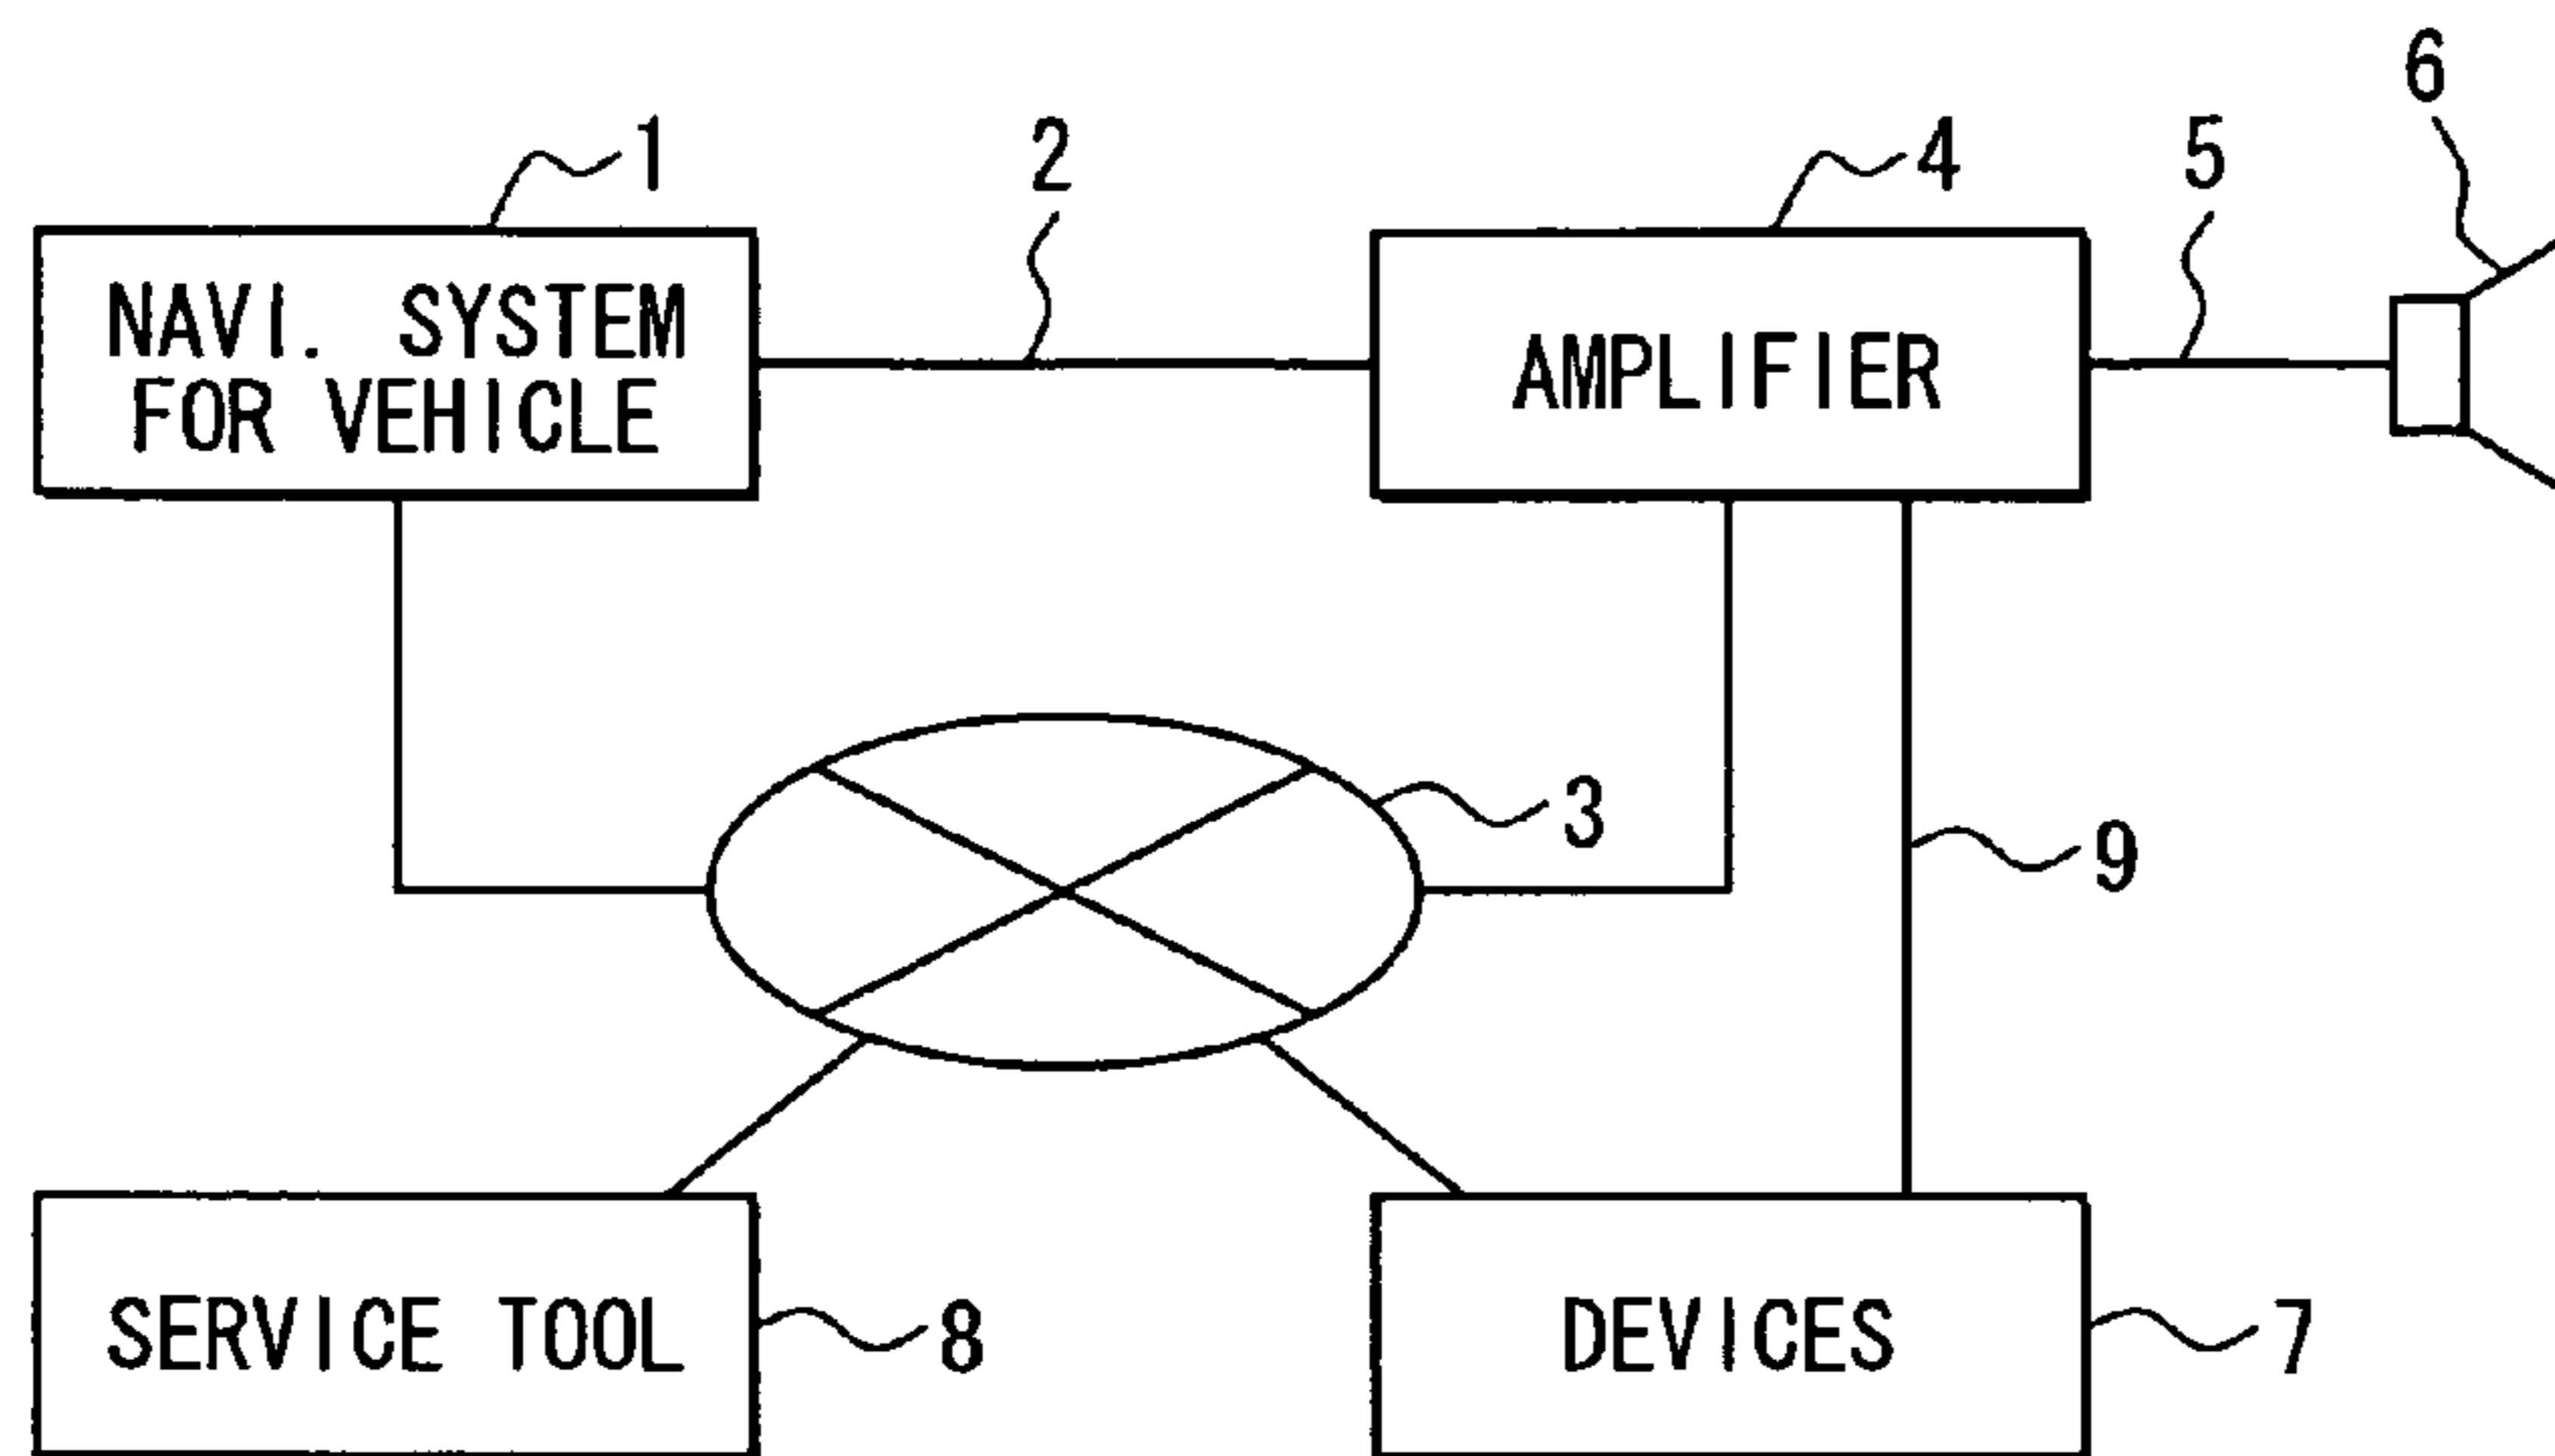 6
1
2
4
5
NAVI. SYSTEM
FOR VEHICLE
AMPLIFIER
3
9
SERVICE TOOL
8
DEVICES
7